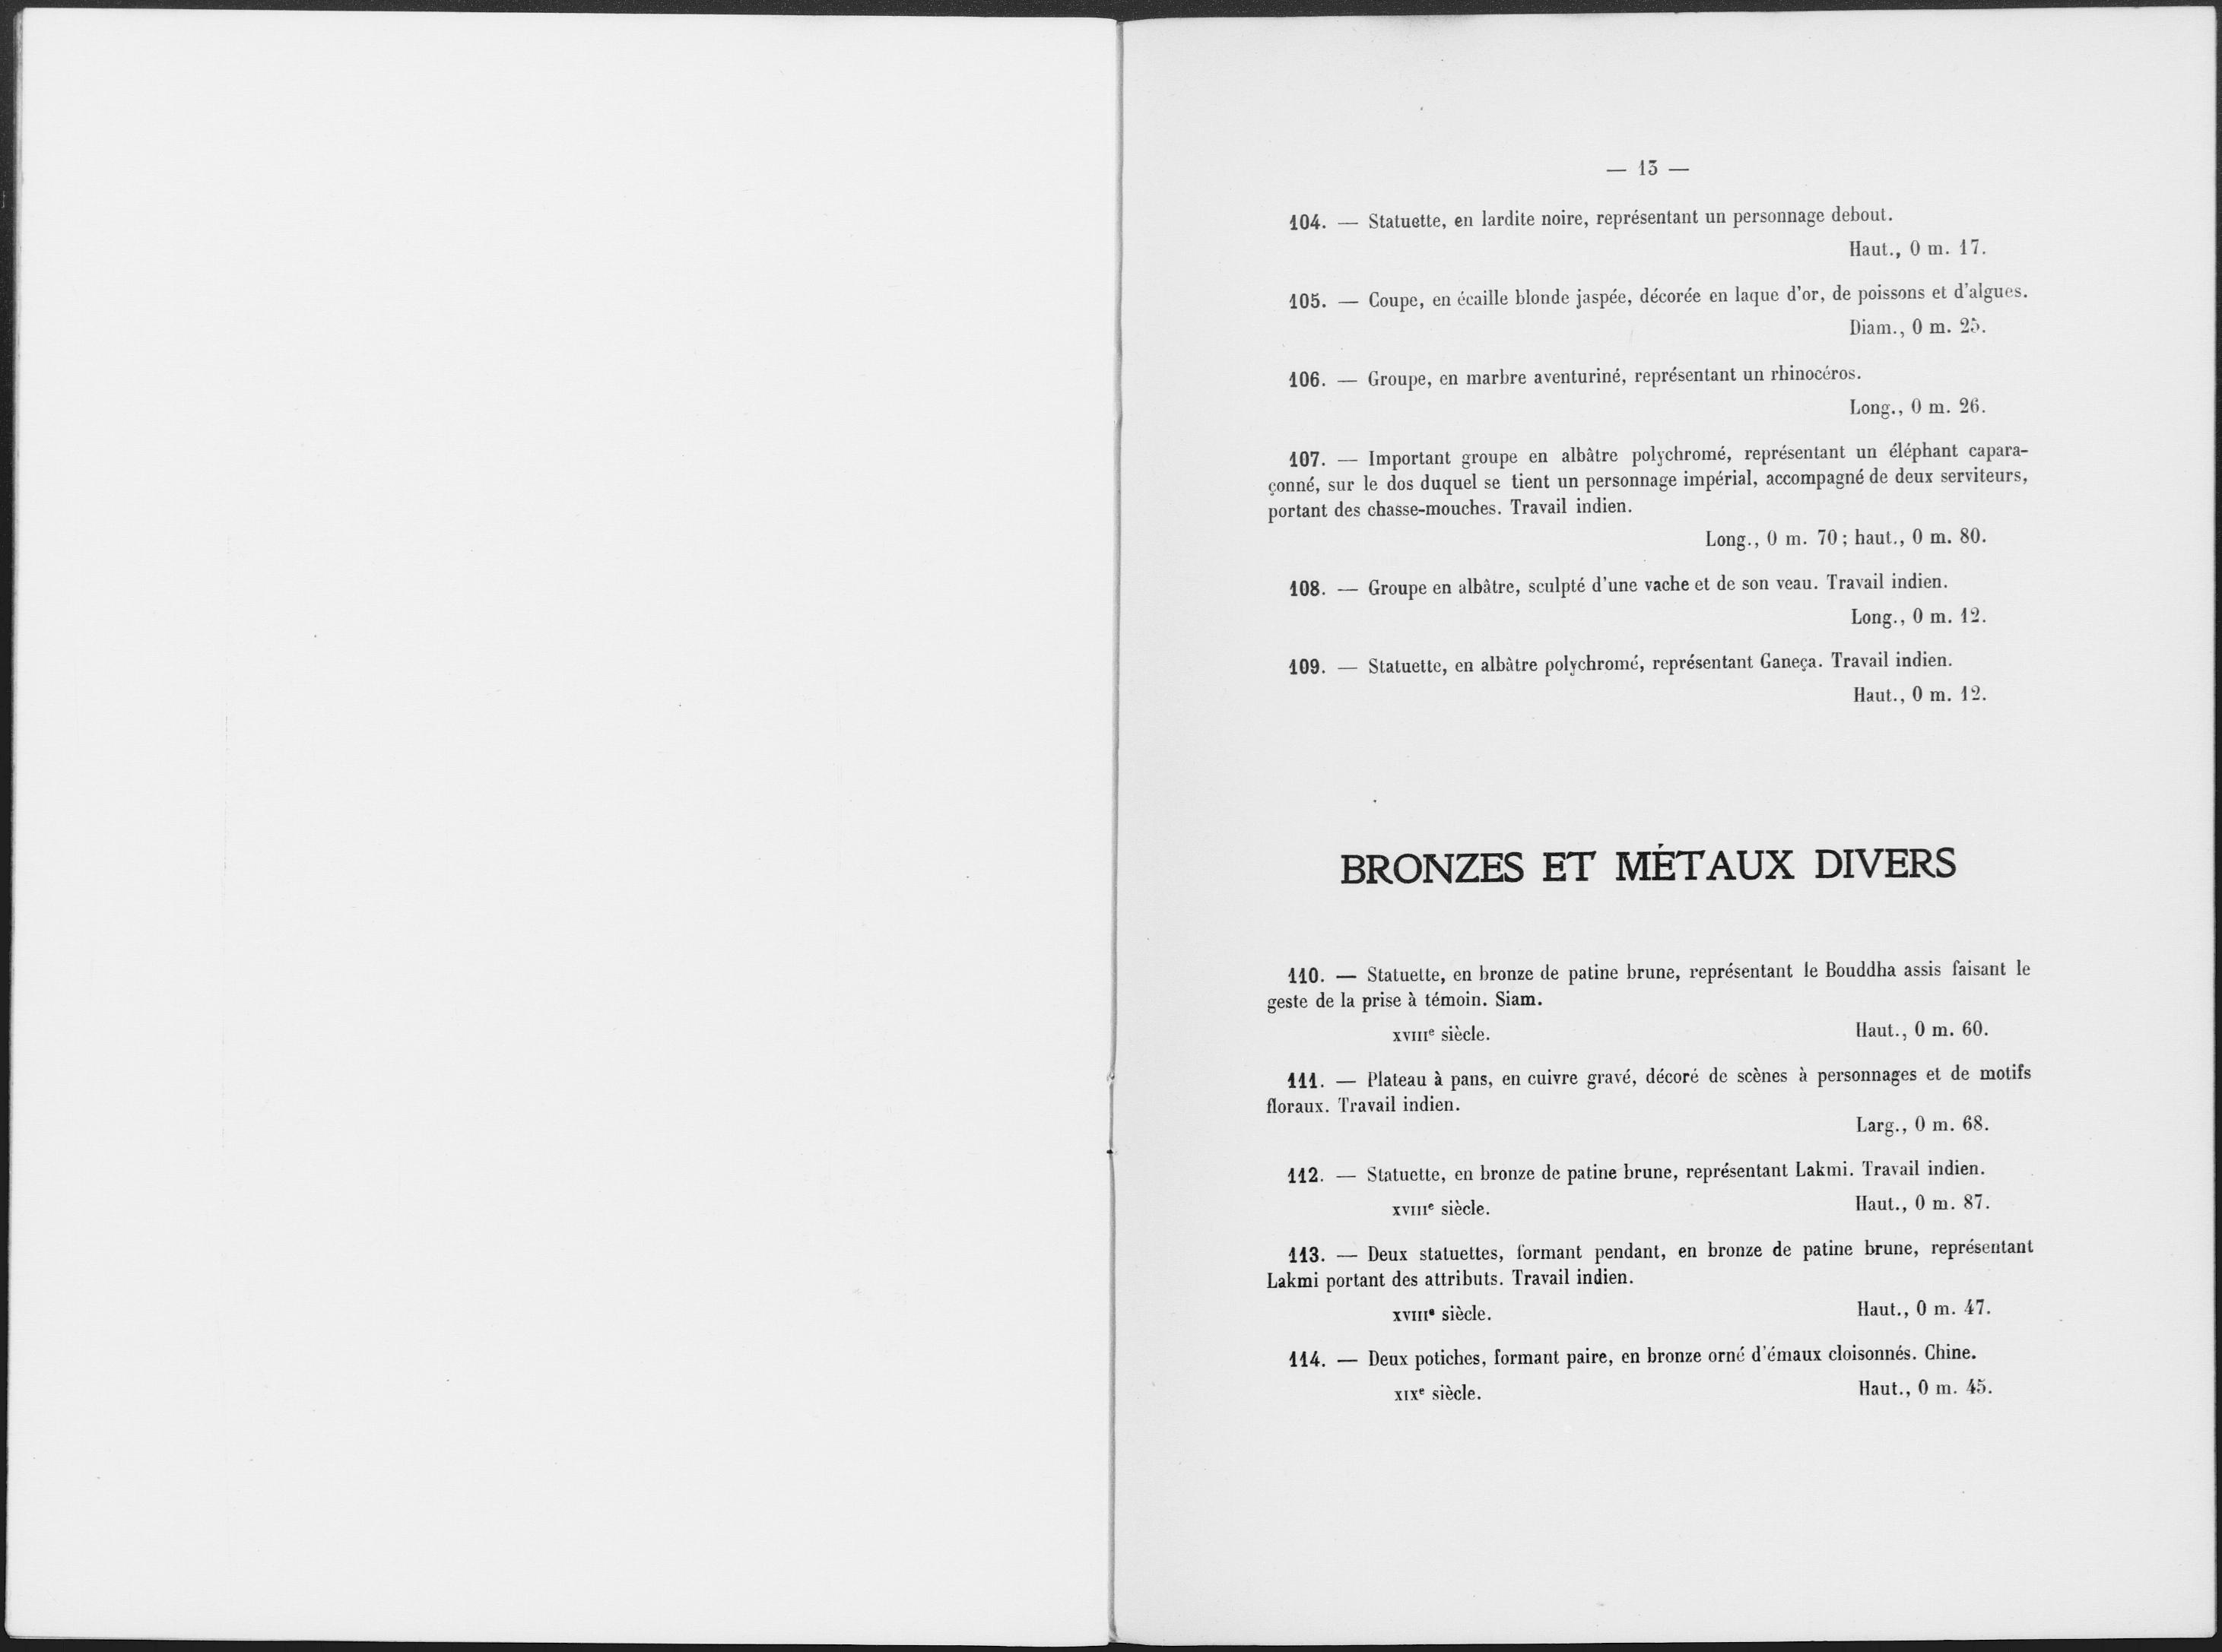 — 13 —
104. — Statuette, en lardite noire, représentant un personnage debout.
Haut., 0 m. 17.
105. — Coupe, en écaille blonde jaspée, décorée en laque d'or, de poissons et d'algues.
Diam., 0 m. 25.
106. — Groupe, en marbre aventuriné, représentant un rhinocéros.
Long., 0 m. 26.
107. — Important groupe en albâtre polychromé, représentant un éléphant capara-
çonné, sur le dos duquel se tient un personnage impérial, accompagné de deux serviteurs,
portant des chasse-mouches. Travail indien.
Long., 0 m. 70 ; haut., 0 m. 80.
108. — Groupe en albâtre, sculpté d'une vache et de son veau. Travail indien.
Long., 0 m. 12.
109. — Statuette, en albâtre polychromé, représentant Ganeça. Travail indien.
Haut., 0 m. 12.
BRONZES ET MÉTAUX DIVERS
110. — Statuette, en bronze de patine brune, représentant le Bouddha assis faisant le
geste de la prise à témoin. Siam.
XVIIIᵉ siècle. Haut., 0 m. 60.
111. — Plateau à pans, en cuivre gravé, décoré de scènes à personnages et de motifs
floraux. Travail indien.
Larg., 0 m. 68.
112. — Statuette, en bronze de patine brune, représentant Lakmi. Travail indien.
XVIIIᵉ siècle. Haut., 0 m. 87.
113. — Deux statuettes, formant pendant, en bronze de patine brune, représentant
Lakmi portant des attributs. Travail indien.
XVIIIᵉ siècle. Haut., 0 m. 47.
114. — Deux potiches, formant paire, en bronze orné d'émaux cloisonnés. Chine.
XIXᵉ siècle. Haut., 0 m. 45.